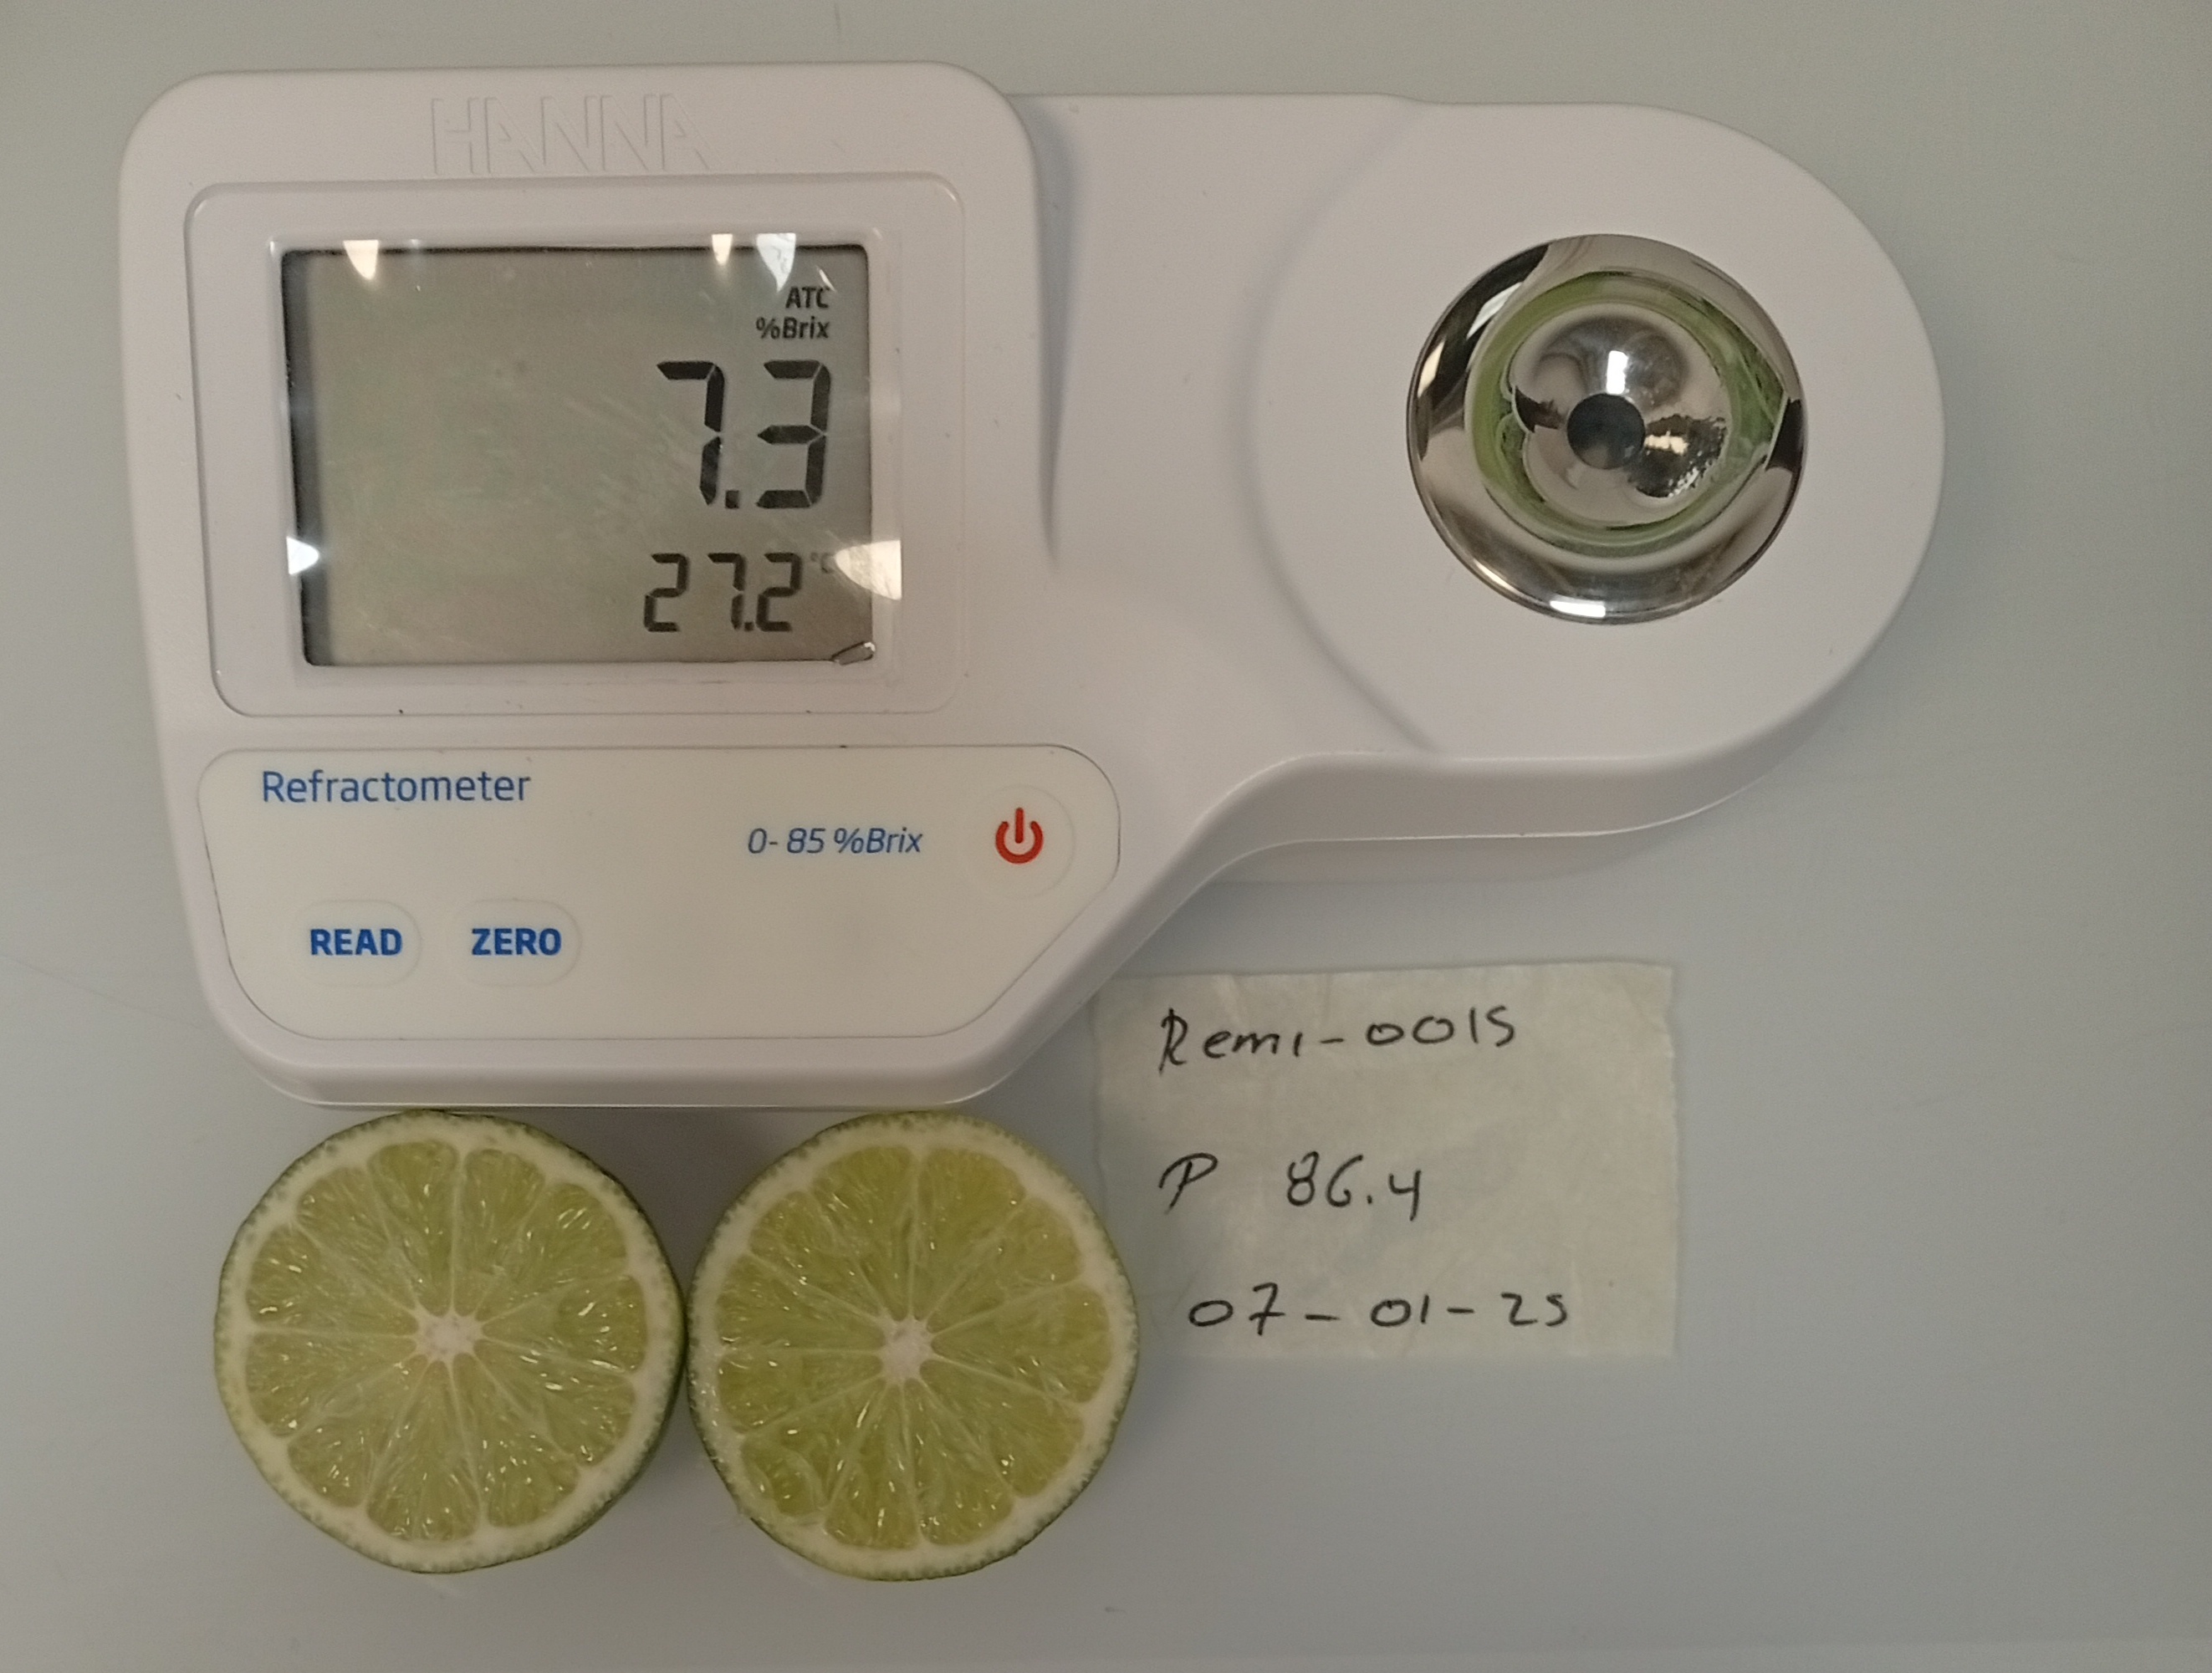 HANNA
ATC
%Brix
7.3
27.2 °C
Refractometer
0-85 %Brix
READ ZERO
Remi-0015
P 86.4
07-01-25